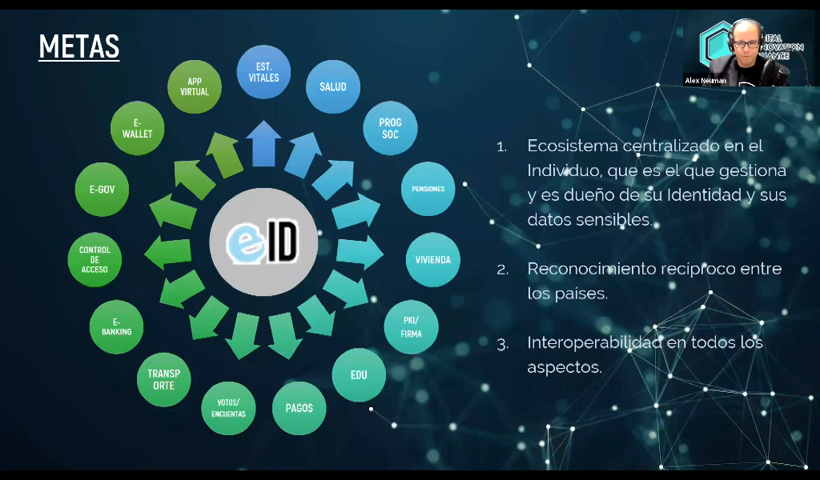 METAS
EST.
VITALES
SALUD
PROG
SOC
PENSIONES
VIVIENDA
PKI/
FIRMA
EDU
PAGOS
VOTOS/
ENCUENTAS
TRANSP
ORTE
E-
BANKING
CONTROL
DE
ACCESO
E-GOV
E-
WALLET
APP
VIRTUAL
eID
1. Ecosistema centralizado en el
Individuo, que es el que gestiona
y es dueño de su Identidad y sus
datos sensibles.
2. Reconocimiento recíproco entre
los países.
3. Interoperabilidad en todos los
aspectos.
Alex Neuman